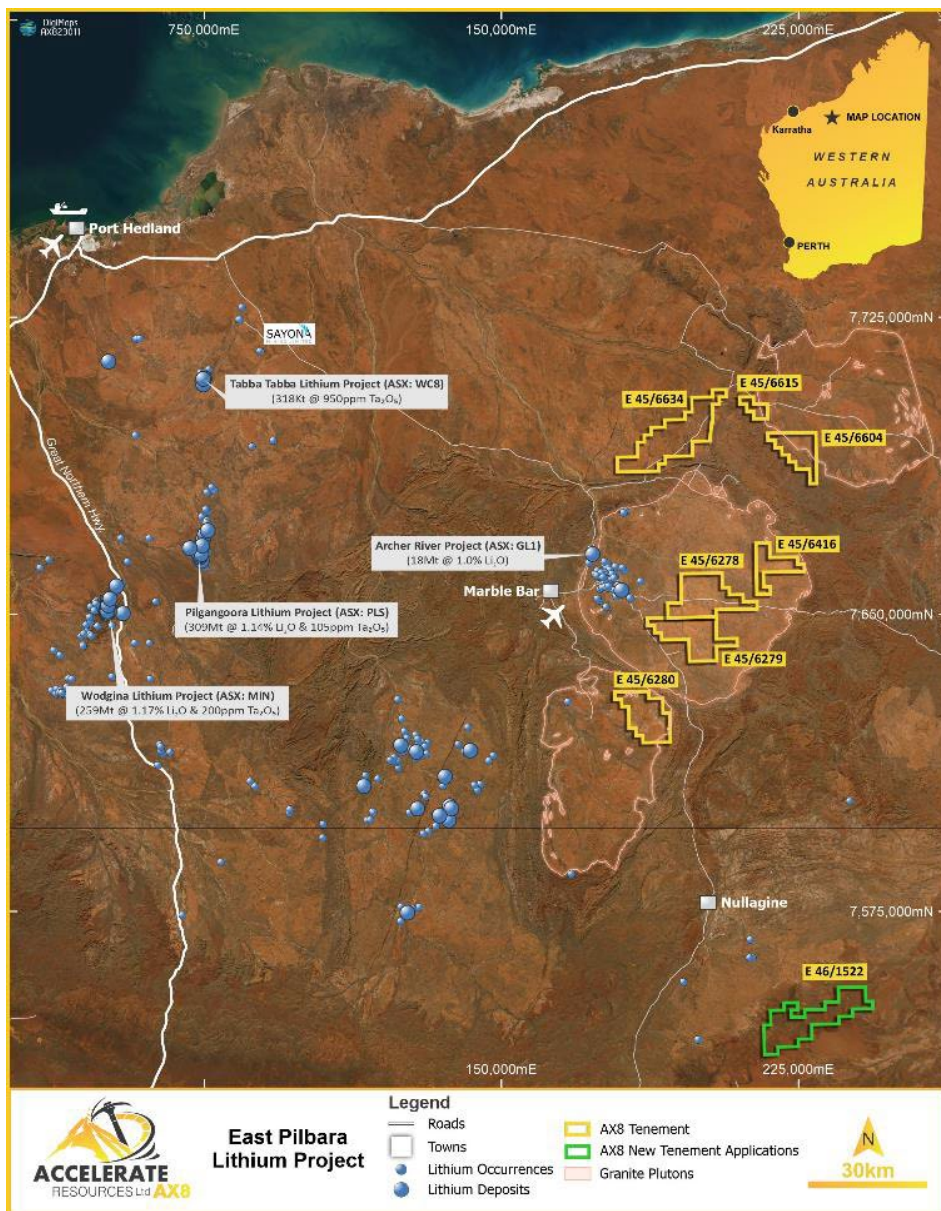 DigiMaps
AX823011
750,000mE
150,000mE
225,000mE
Karratha
MAP LOCATION
WESTERN
AUSTRALIA
PERTH
Port Hedland
7,725,000mN
SAYONA
Tabba Tabba Lithium Project (ASX: WC8)
(318Kt @ 950ppm Ta₂O₅)
E 45/6634
E 45/6615
E 45/6604
Great Northern Hwy
Archer River Project (ASX: GL1)
(18Mt @ 1.0% Li₂O)
E 45/6416
E 45/6278
Marble Bar
Pilgangoora Lithium Project (ASX: PLS)
(309Mt @ 1.14% Li₂O & 105ppm Ta₂O₅)
7,650,000mN
E 45/6279
E 45/6280
Wodgina Lithium Project (ASX: MIN)
(259Mt @ 1.17% Li₂O & 200ppm Ta₂O₅)
Nullagine
7,575,000mN
E 46/1522
150,000mE
225,000mE
ACCELERATE
RESOURCES Ltd AX8
East Pilbara
Lithium Project
Legend
Roads
Towns
Lithium Occurrences
Lithium Deposits
AX8 Tenement
AX8 New Tenement Applications
Granite Plutons
N
30km